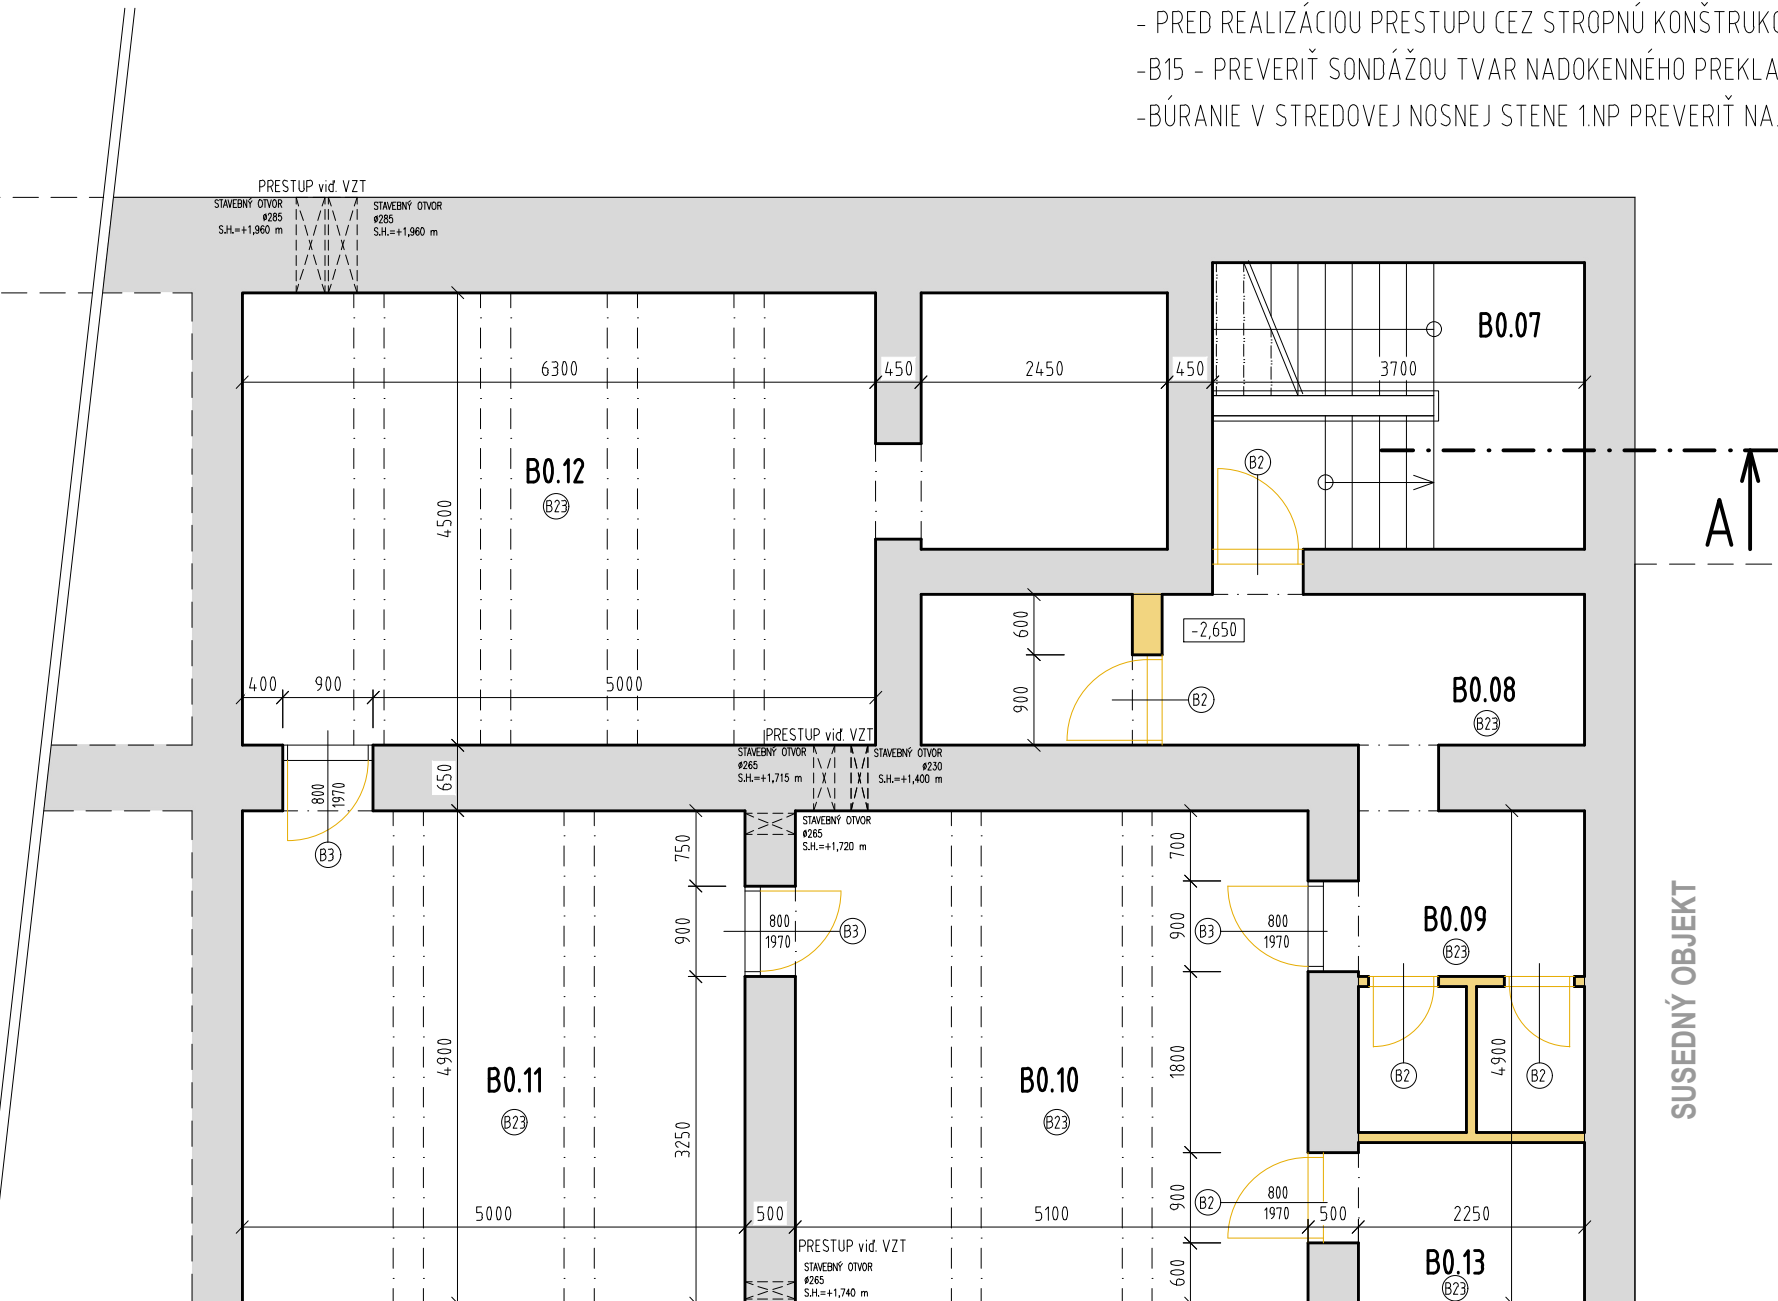 - PRED REALIZÁCIOU PRESTUPU CEZ STROPNÚ
-B15 - PREVERIŤ SONDÁŽOU TVAR NADOKENNÉHO
-BÚRANIE V STREDOVEJ NOSNEJ STENE 1.NP PREVERIŤ
PRESTUP viď. VZT
STAVEBNÝ OTVOR
ø285
S.H.=+1,960 m
STAVEBNÝ OTVOR
ø285
S.H.=+1,960 m
B0.07
6300
450
2450
450
3700
B0.12
B23
4500
B2
A
600
-2,650
900
B2
B0.08
B23
400
900
5000
PRESTUP viď. VZT
STAVEBNÝ OTVOR
ø265
S.H.=+1,715 m
STAVEBNÝ OTVOR
ø230
S.H.=+1,400 m
650
800
1970
B3
STAVEBNÝ OTVOR
ø265
S.H.=+1,720 m
750
700
900
800
1970
B3
B3
900
800
1970
B0.09
B23
SUSEDNÝ OBJEKT
4900
B0.11
B23
3250
B0.10
B23
1800
B2
B2
4900
900
B2
800
1970
5000
500
5100
500
2250
PRESTUP viď. VZT
STAVEBNÝ OTVOR
ø265
S.H.=+1,740 m
600
B0.13
B23